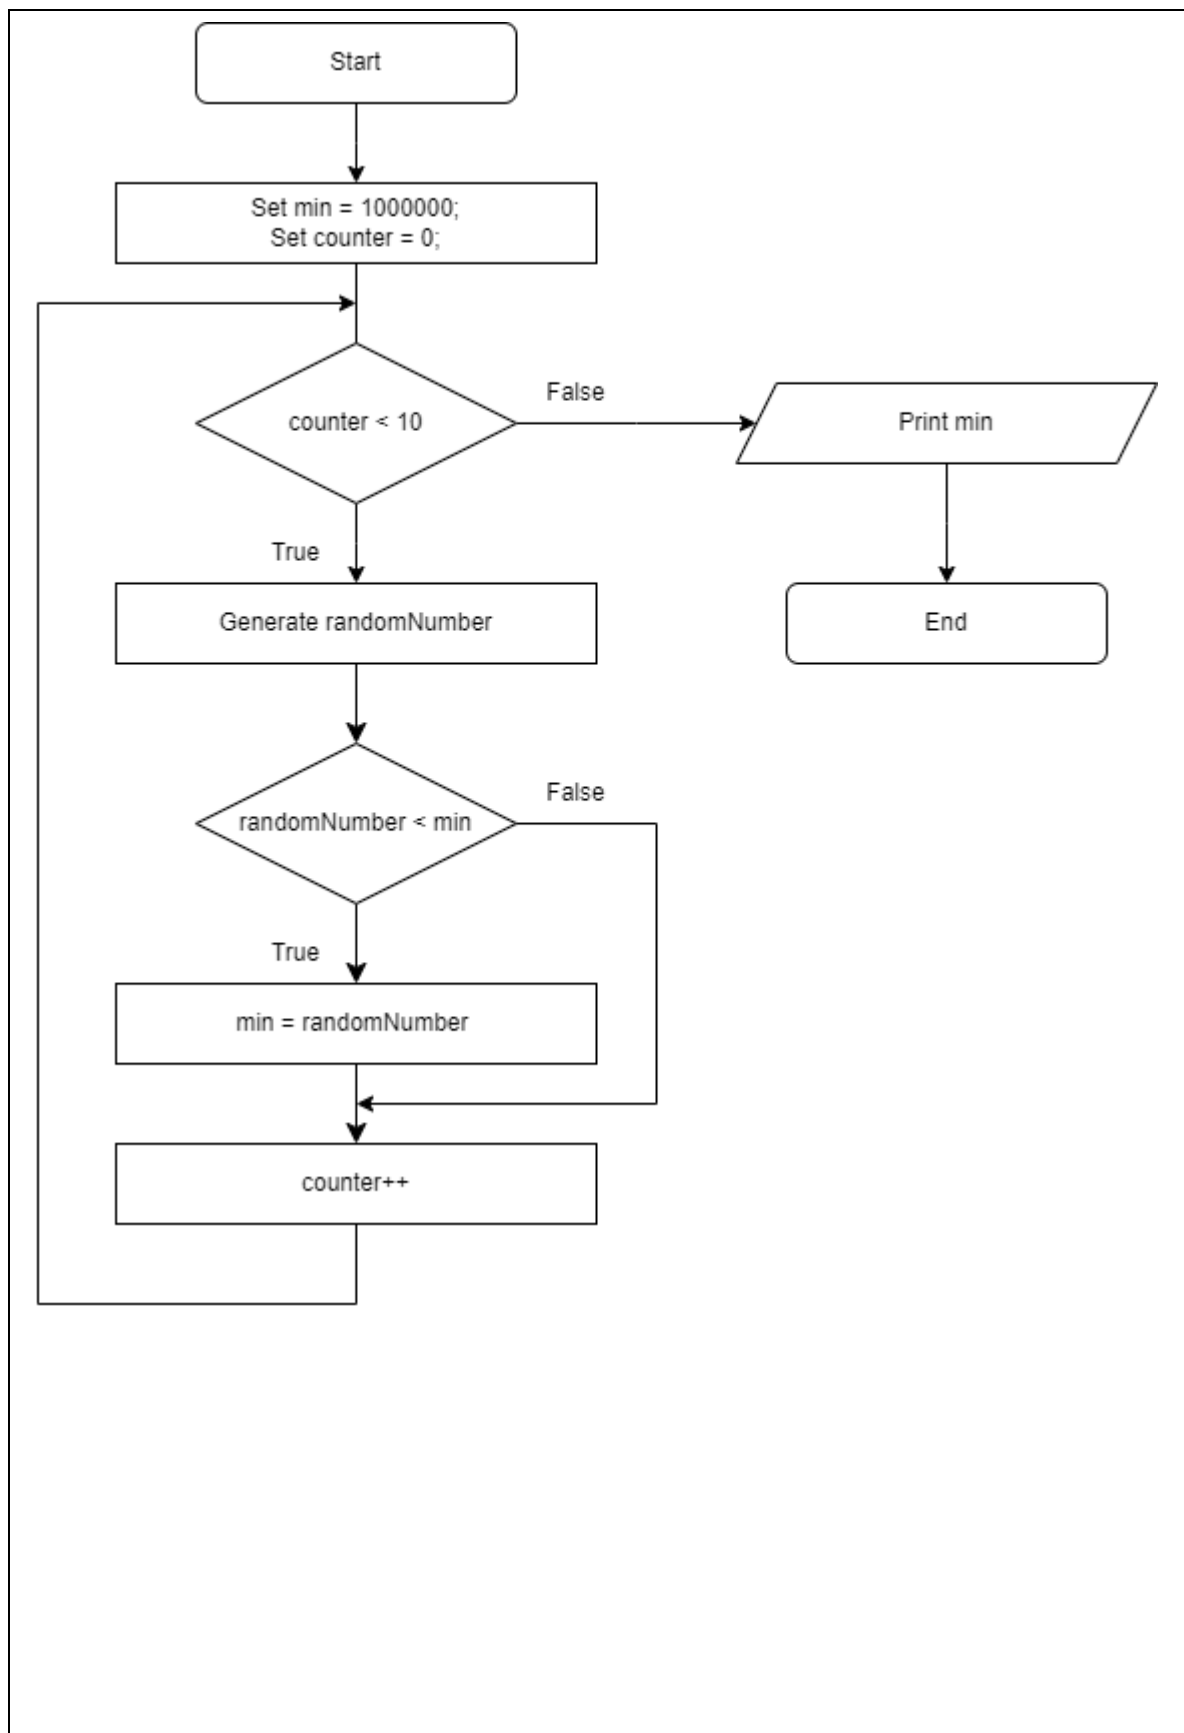 Start
Set min = 1000000;
Set counter = 0;
counter < 10
False
Print min
True
Generate randomNumber
End
randomNumber < min
False
True
min = randomNumber
counter++